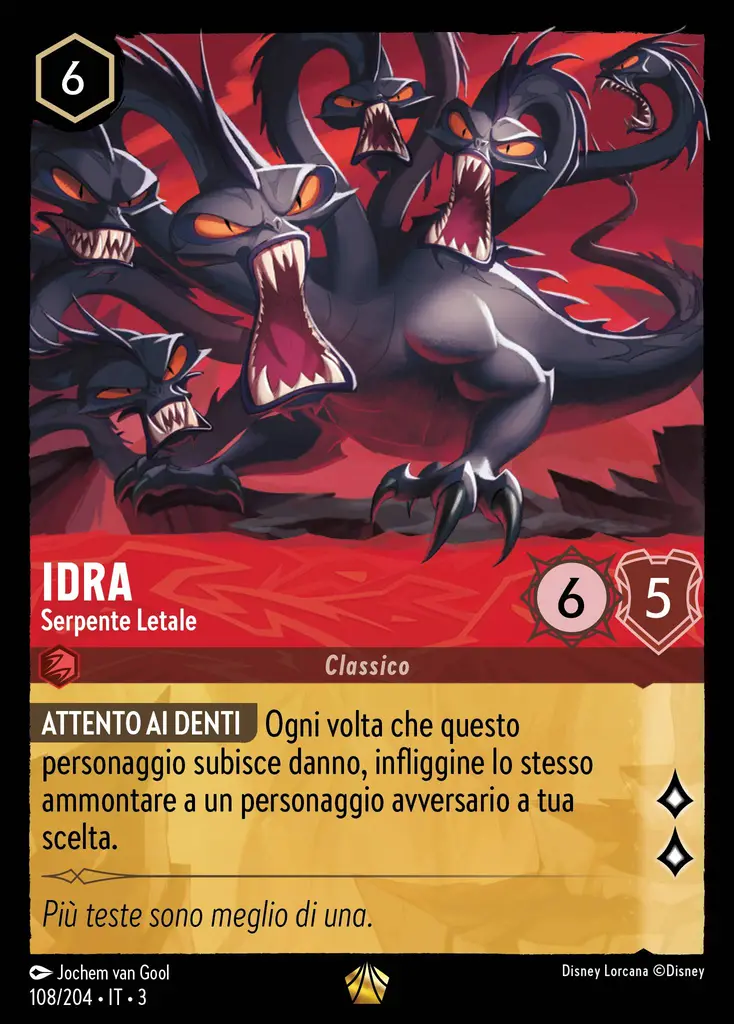 6
IDRA
Serpente Letale
6
5
Classico
ATTENTO AI DENTI Ogni volta che questo
personaggio subisce danno, infliggine lo stesso
ammontare a un personaggio avversario a tua
scelta.
Più teste sono meglio di una.
Jochem van Gool
Disney Lorcana ©Disney
108/204 • IT • 3